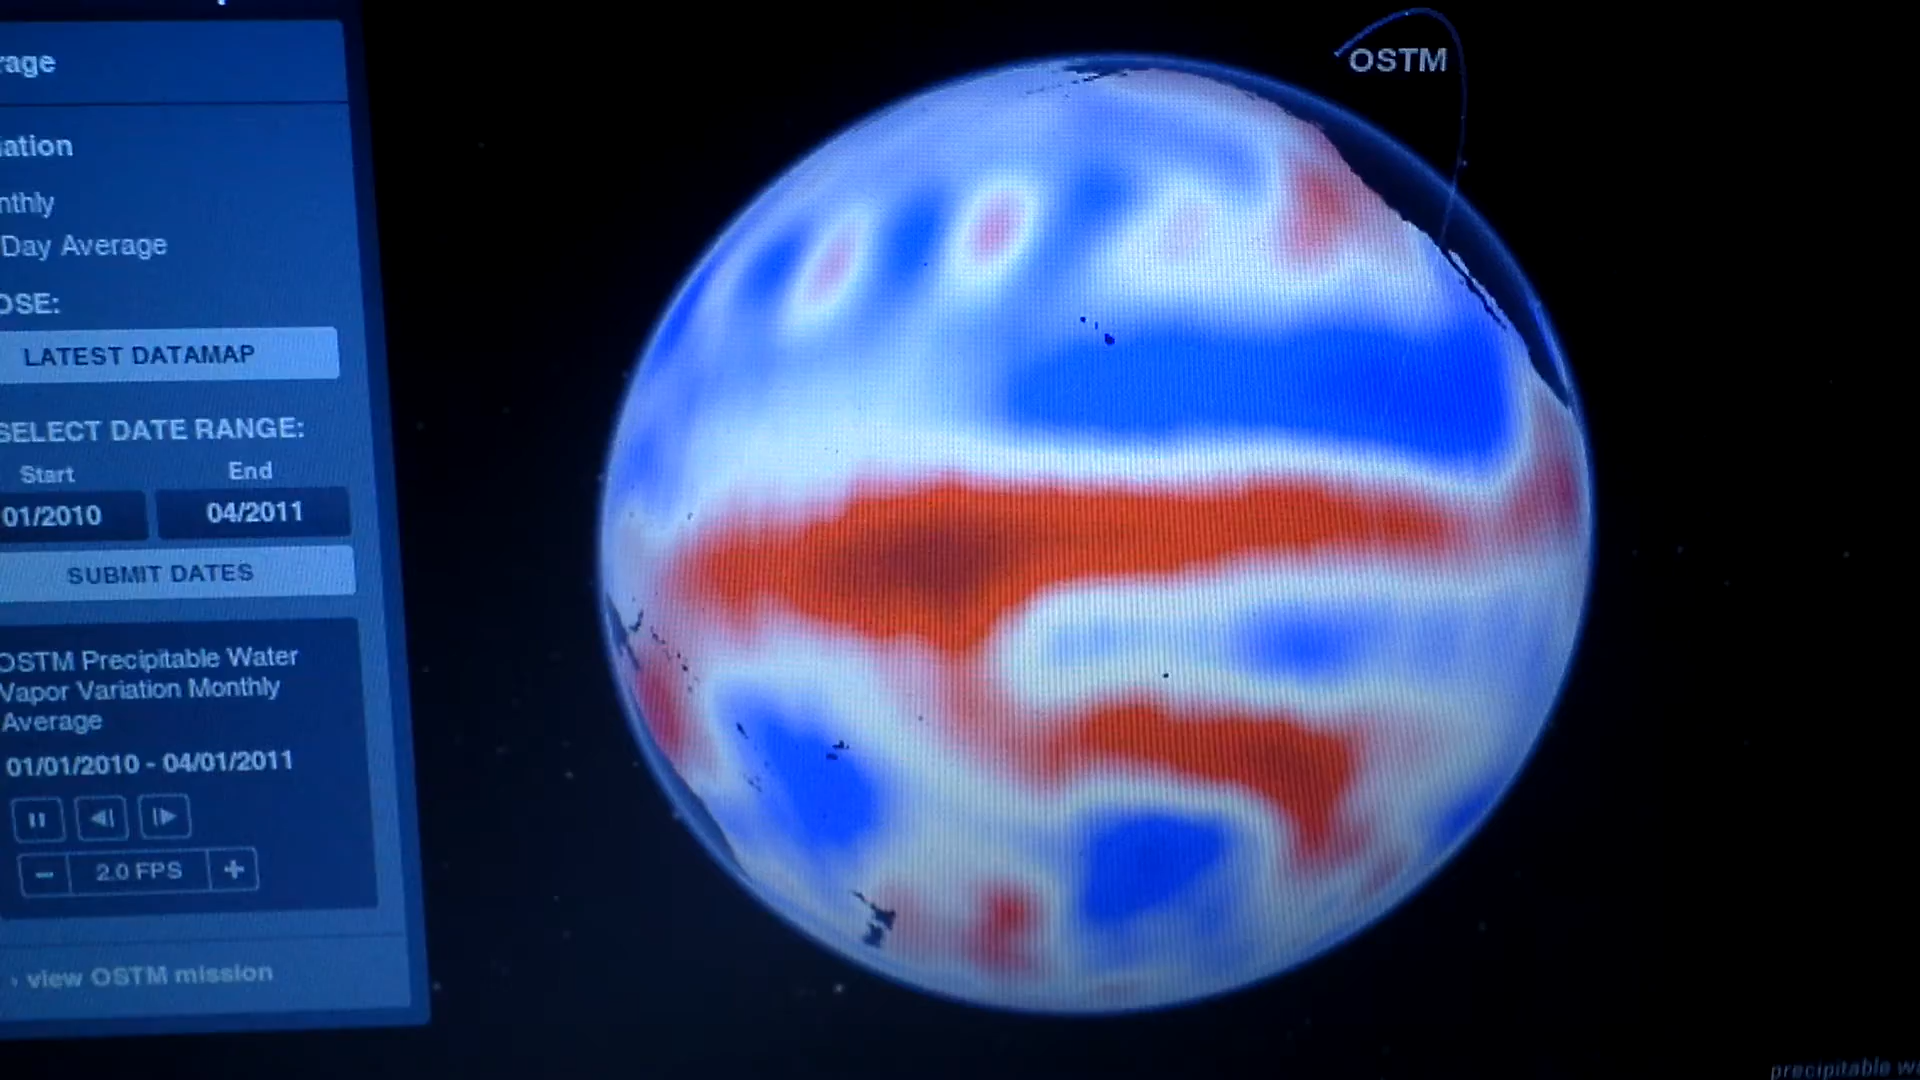 rage
iation
nthly
Day Average
OSE:
LATEST DATAMAP
SELECT DATE RANGE:
Start End
01/2010 04/2011
SUBMIT DATES
OSTM Precipitable Water
Vapor Variation Monthly
Average
01/01/2010 - 04/01/2011
2.0 FPS
view OSTM mission
OSTM
precipitable wa